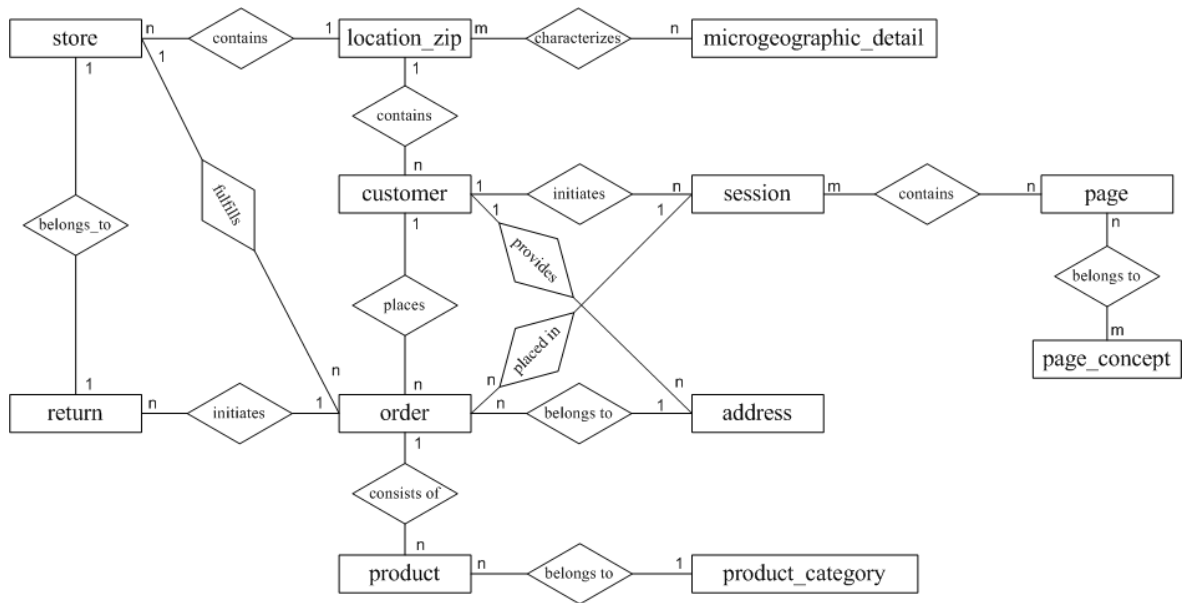 store n contains 1 location_zip m characterizes n microgeographic_detail
1 1 1
contains
n
customer 1 initiates n session m contains n page
1 1 1 n
fulfills
belongs_to
provides
belongs to
places
placed in
m
page_concept
1 n n n n
return n initiates 1 order n belongs to 1 address
1
consists of
n
product n belongs to 1 product_category